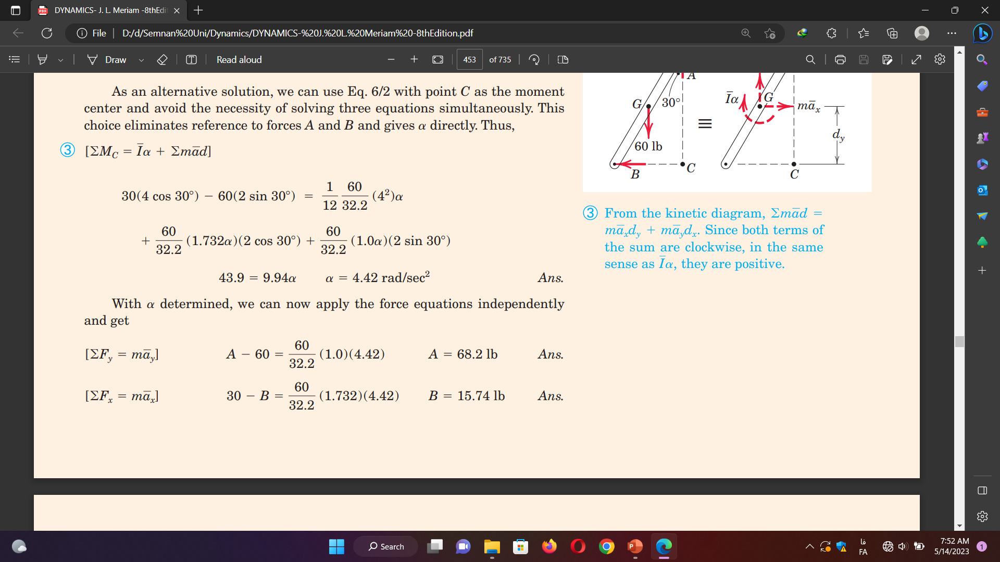 DYNAMICS- J. L. Meriam -8thEdi
File
D:/d/Semnan%20Uni/Dynamics/DYNAMICS-%20J.%20L.%20Meriam%20-8thEdition.pdf
Draw
Read aloud
453 of 735
As an alternative solution, we can use Eq. 6/2 with point C as the moment
center and avoid the necessity of solving three equations simultaneously. This
choice eliminates reference to forces A and B and gives α directly. Thus,
③ [ΣM_C = Īα + Σmād]
30(4 cos 30°) − 60(2 sin 30°) = 1/12 60/32.2 (4²)α
+ 60/32.2 (1.732α)(2 cos 30°) + 60/32.2 (1.0α)(2 sin 30°)
43.9 = 9.94α α = 4.42 rad/sec² Ans.
With α determined, we can now apply the force equations independently
and get
[ΣF_y = mā_y] A − 60 = 60/32.2 (1.0)(4.42) A = 68.2 lb Ans.
[ΣF_x = mā_x] 30 − B = 60/32.2 (1.732)(4.42) B = 15.74 lb Ans.
A
G
30°
60 lb
B
C
≡
Īα
G
mā_x
d_y
C
③ From the kinetic diagram, Σmād =
mā_x d_y + mā_y d_x. Since both terms of
the sum are clockwise, in the same
sense as Īα, they are positive.
Search
فا
FA
7:52 AM
5/14/2023
1